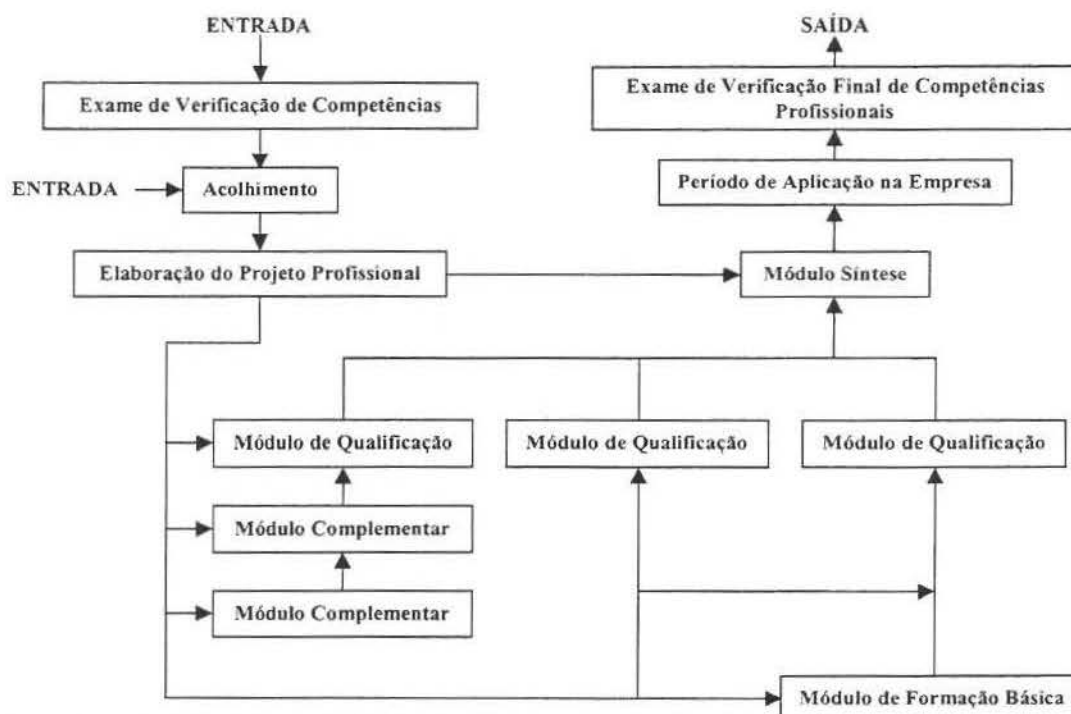 ENTRADA
SAÍDA
Exame de Verificação de Competências
Exame de Verificação Final de Competências
Profissionais
ENTRADA
Acolhimento
Período de Aplicação na Empresa
Elaboração do Projeto Profissional
Módulo Síntese
Módulo de Qualificação
Módulo de Qualificação
Módulo de Qualificação
Módulo Complementar
Módulo Complementar
Módulo de Formação Básica